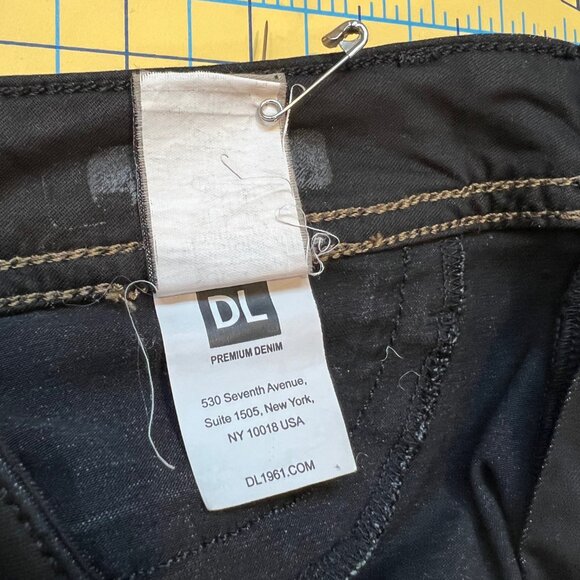 DL
PREMIUM DENIM
530 Seventh Avenue,
Suite 1505, New York,
NY 10018 USA
DL1961.COM